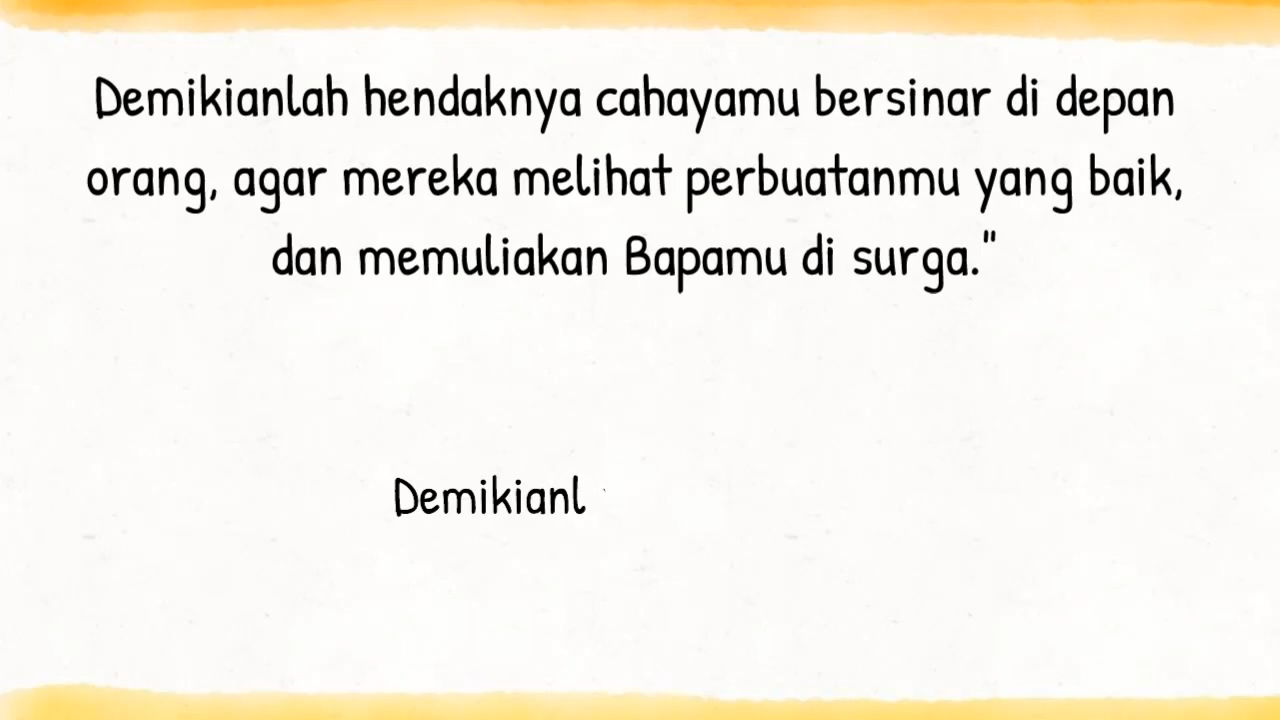 Demikianlah hendaknya cahayamu bersinar di depan
orang, agar mereka melihat perbuatanmu yang baik,
dan memuliakan Bapamu di surga."
Demikianl